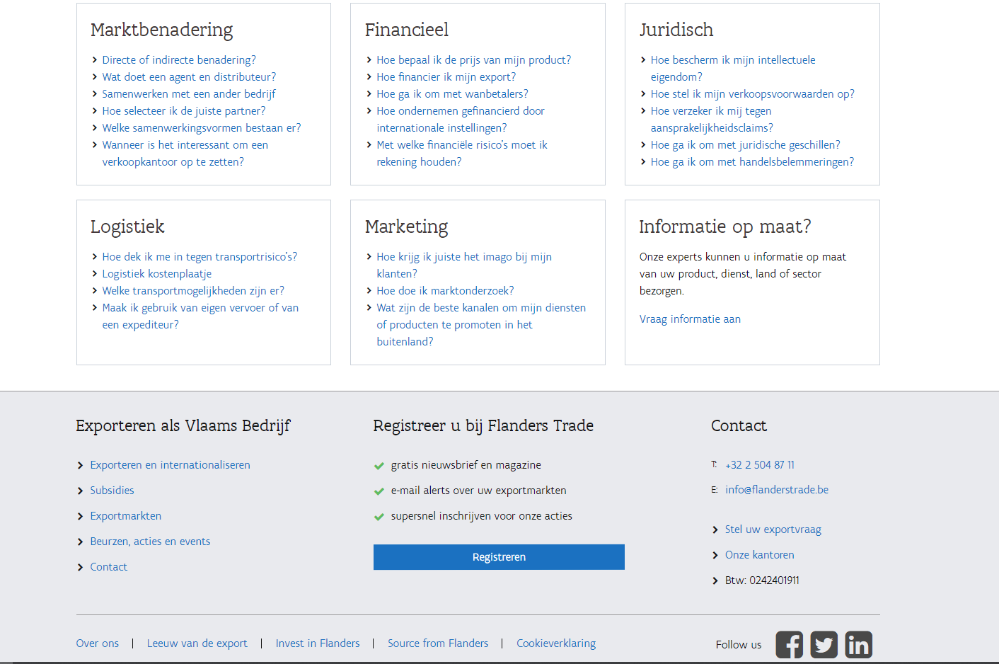 Marktbenadering
Directe of indirecte benadering?
Wat doet een agent en distributeur?
Samenwerken met een ander bedrijf
Hoe selecteer ik de juiste partner?
Welke samenwerkingsvormen bestaan er?
Wanneer is het interessant om een
verkoopkantoor op te zetten?
Financieel
Hoe bepaal ik de prijs van mijn product?
Hoe financier ik mijn export?
Hoe ga ik om met wanbetalers?
Hoe ondernemen gefinancierd door
internationale instellingen?
Met welke financiële risico's moet ik
rekening houden?
Juridisch
Hoe bescherm ik mijn intellectuele
eigendom?
Hoe stel ik mijn verkoopsvoorwaarden op?
Hoe verzeker ik mij tegen
aansprakelijkheidsclaims?
Hoe ga ik om met juridische geschillen?
Hoe ga ik om met handelsbelemmeringen?
Logistiek
Hoe dek ik me in tegen transportrisico's?
Logistiek kostenplaatje
Welke transportmogelijkheden zijn er?
Maak ik gebruik van eigen vervoer of van
een expediteur?
Marketing
Hoe krijg ik juiste het imago bij mijn
klanten?
Hoe doe ik marktonderzoek?
Wat zijn de beste kanalen om mijn diensten
of producten te promoten in het
buitenland?
Informatie op maat?
Onze experts kunnen u informatie op maat
van uw product, dienst, land of sector
bezorgen.
Vraag informatie aan
Exporteren als Vlaams Bedrijf
Exporteren en internationaliseren
Subsidies
Exportmarkten
Beurzen, acties en events
Contact
Registreer u bij Flanders Trade
gratis nieuwsbrief en magazine
e-mail alerts over uw exportmarkten
supersnel inschrijven voor onze acties
Registreren
Contact
T: +32 2 504 87 11
E: info@flanderstrade.be
Stel uw exportvraag
Onze kantoren
Btw: 0242401911
Over ons | Leeuw van de export | Invest in Flanders | Source from Flanders | Cookieverklaring
Follow us